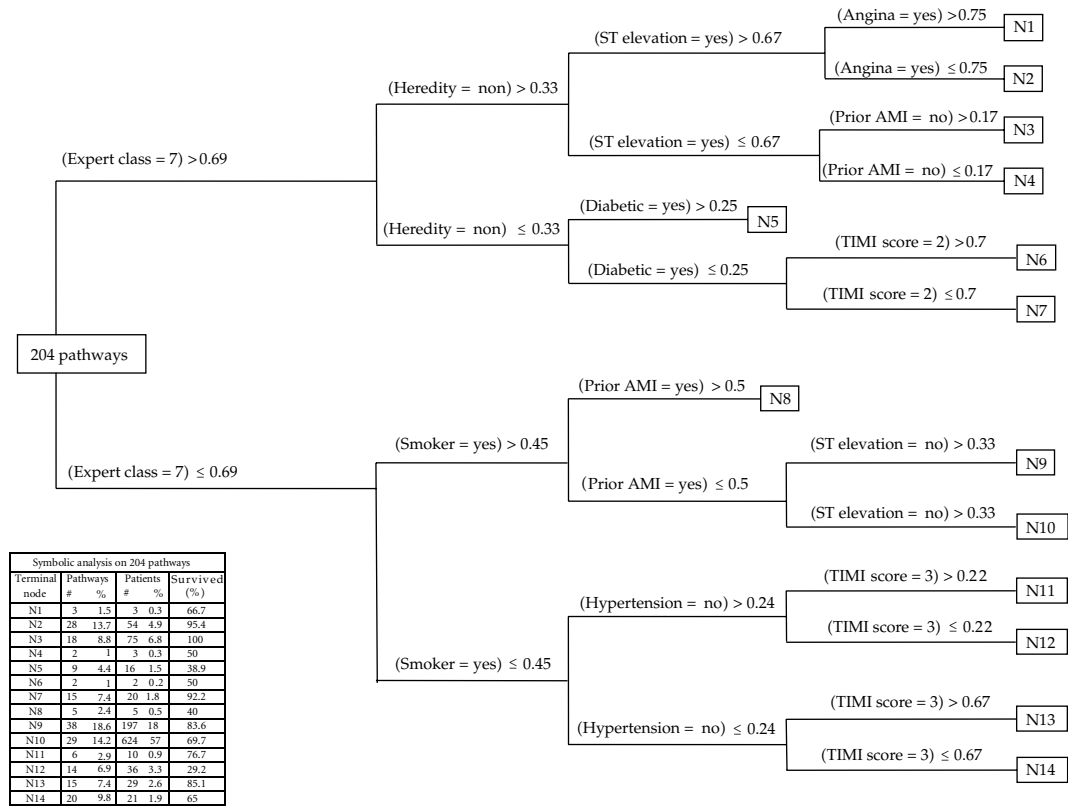 (Angina = yes) >0.75
N1
(ST elevation = yes) > 0.67
(Angina = yes) ≤ 0.75
N2
(Heredity = non) > 0.33
(Prior AMI = no) >0.17
N3
(ST elevation = yes) ≤ 0.67
(Prior AMI = no) ≤ 0.17
N4
(Expert class = 7) > 0.69
(Diabetic = yes) > 0.25
N5
(Heredity = non) ≤ 0.33
(TIMI score = 2) >0.7
N6
(Diabetic = yes) ≤ 0.25
(TIMI score = 2) ≤ 0.7
N7
204 pathways
(Prior AMI = yes) > 0.5
N8
(Smoker = yes) > 0.45
(ST elevation = no) > 0.33
N9
(Expert class = 7) ≤ 0.69
(Prior AMI = yes) ≤ 0.5
(ST elevation = no) > 0.33
N10
(TIMI score = 3) > 0.22
N11
(Hypertension = no) > 0.24
(TIMI score = 3) ≤ 0.22
N12
(Smoker = yes) ≤ 0.45
(TIMI score = 3) > 0.67
N13
(Hypertension = no) ≤ 0.24
(TIMI score = 3) ≤ 0.67
N14
Symbolic analysis on 204 pathways
Terminal Pathways Patients Survived
node # % # % (%)
N1 3 1.5 3 0.3 66.7
N2 28 13.7 54 4.9 95.4
N3 18 8.8 75 6.8 100
N4 2 1 3 0.3 50
N5 9 4.4 16 1.5 38.9
N6 2 1 2 0.2 50
N7 15 7.4 20 1.8 92.2
N8 5 2.4 5 0.5 40
N9 38 18.6 197 18 83.6
N10 29 14.2 624 57 69.7
N11 6 2.9 10 0.9 76.7
N12 14 6.9 36 3.3 29.2
N13 15 7.4 29 2.6 85.1
N14 20 9.8 21 1.9 65